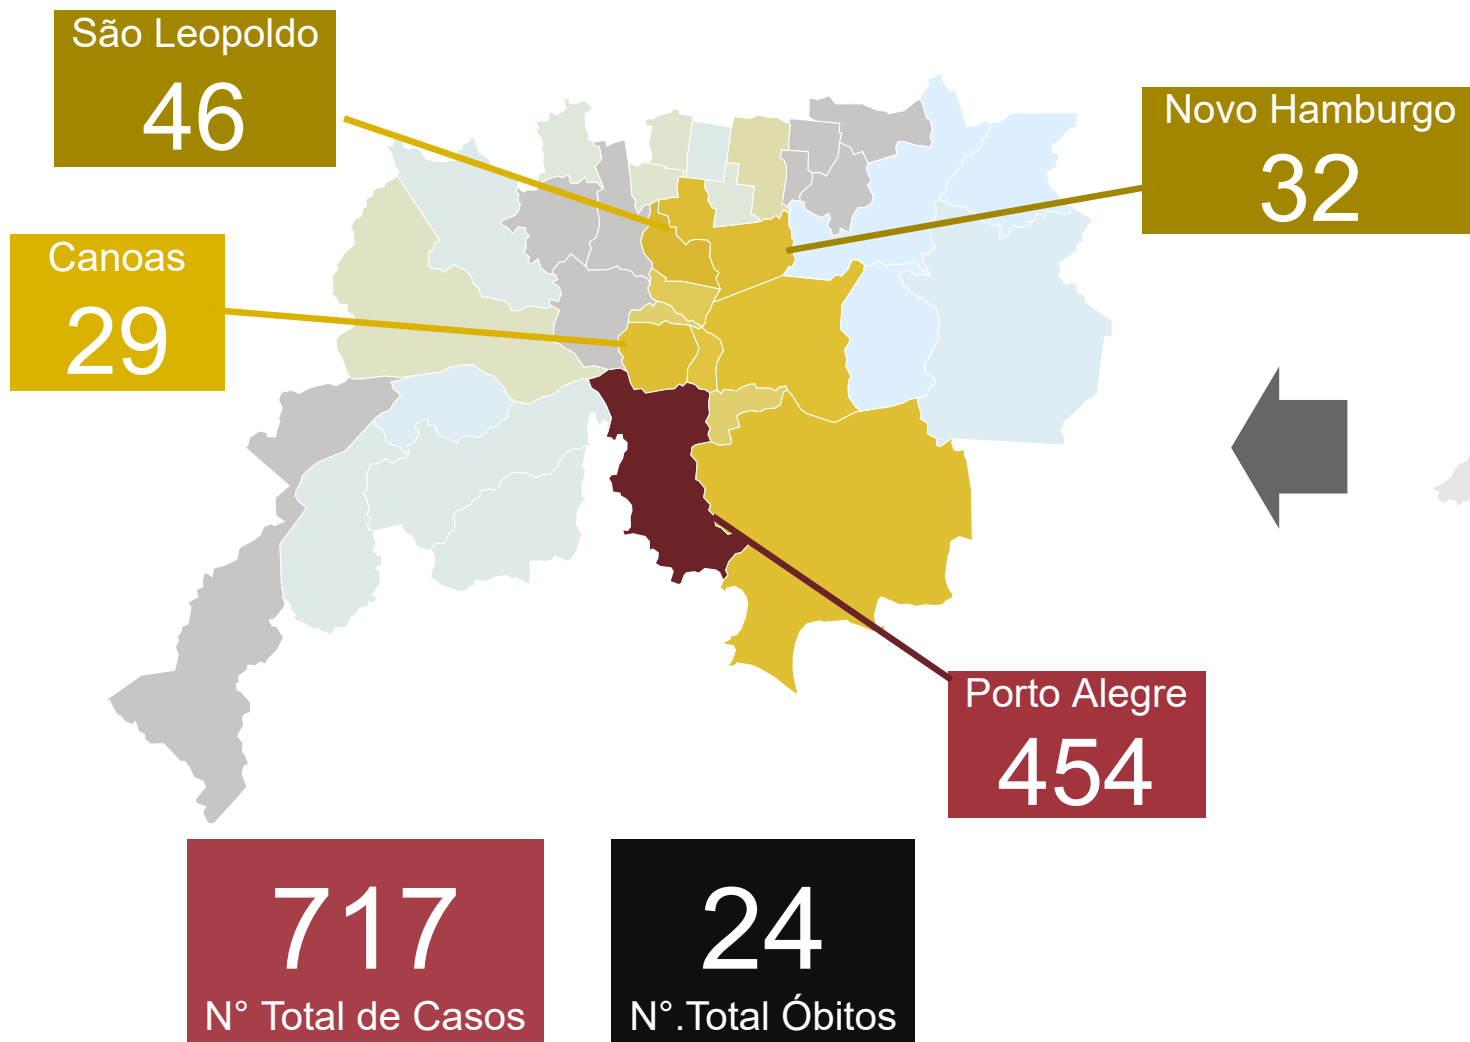 São Leopoldo
46
Novo Hamburgo
32
Canoas
29
Porto Alegre
454
717
N° Total de Casos
24
N°.Total Óbitos